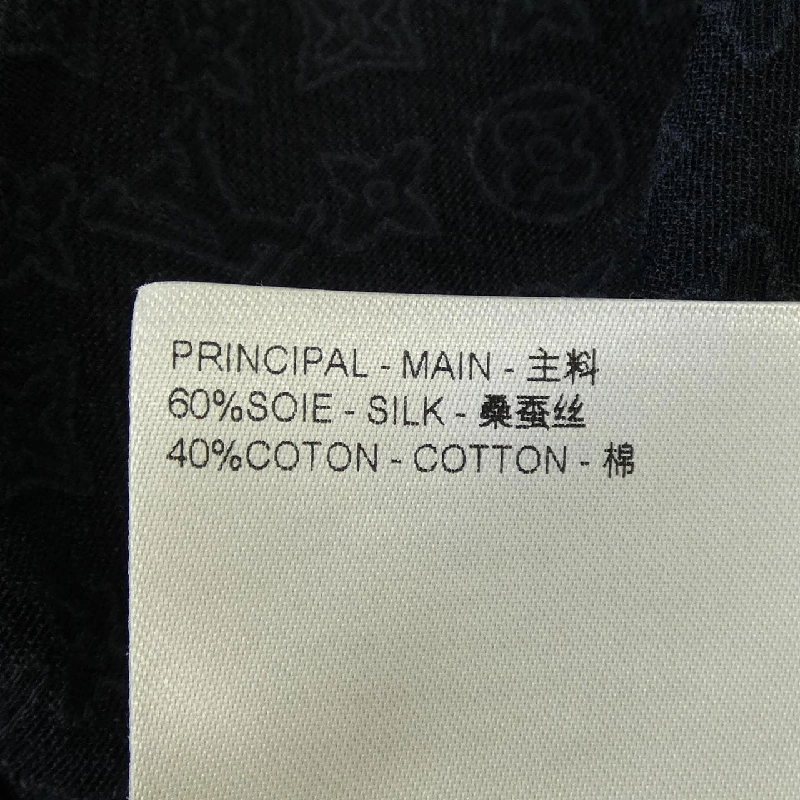 PRINCIPAL - MAIN - 主料
60%SOIE - SILK - 桑蚕丝
40%COTON - COTTON - 棉